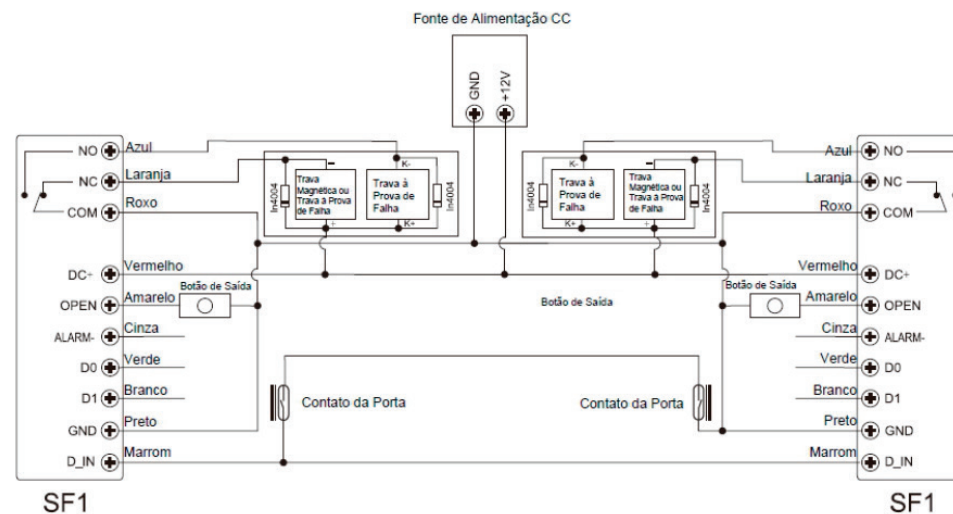 Fonte de Alimentação CC
GND
+12V
NO
Azul
NC
Laranja
COM
Roxo
DC+
Vermelho
OPEN
Amarelo
Botão de Saída
ALARM-
Cinza
D0
Verde
D1
Branco
GND
Preto
D_IN
Marrom
SF1
In4004
-
Trava
Magnética ou
Trava à Prova
de Falha
+
K-
Trava à
Prova de
Falha
K+
In4004
K-
In4004
Trava à
Prova de
Falha
K+
-
Trava
Magnética ou
Trava à Prova
de Falha
+
In4004
Botão de Saída
Contato da Porta
Contato da Porta
Azul
NO
Laranja
NC
Roxo
COM
Vermelho
DC+
Botão de Saída
Amarelo
OPEN
Cinza
ALARM-
Verde
D0
Branco
D1
Preto
GND
Marrom
D_IN
SF1